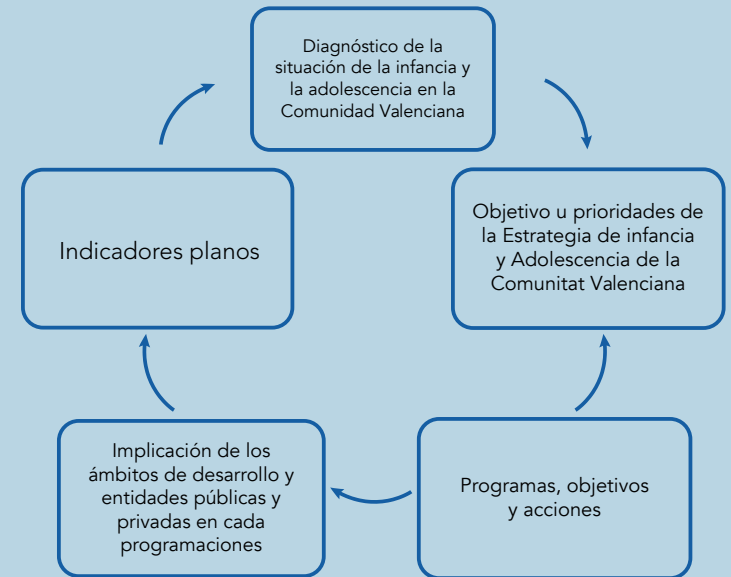 Diagnóstico de la
situación de la infancia y
la adolescencia en la
Comunidad Valenciana
Objetivo u prioridades de
la Estrategia de infancia
y Adolescencia de la
Comunitat Valenciana
Programas, objetivos
y acciones
Implicación de los
ámbitos de desarrollo y
entidades públicas y
privadas en cada
programaciones
Indicadores planos